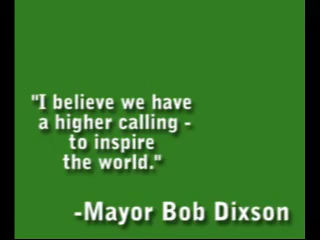 "I believe we have
a higher calling -
to inspire
the world."
-Mayor Bob Dixson